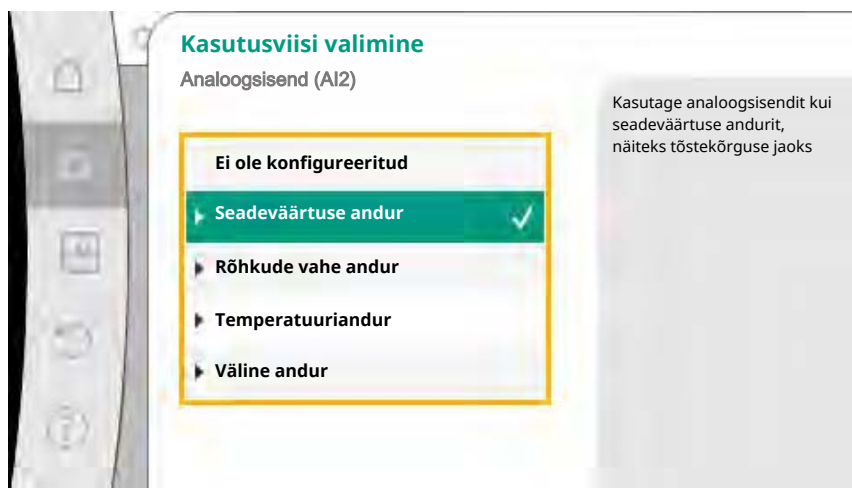 Kasutusviisi valimine
Analoogsisend (AI2)
Ei ole konfigureeritud
Seadeväärtuse andur
Rõhkude vahe andur
Temperatuuriandur
Väline andur
Kasutage analoogsisendit kui
seadeväärtuse andurit,
näiteks tõstekõrguse jaoks